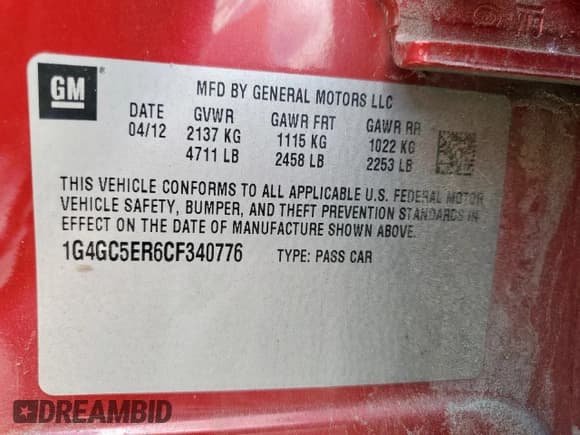 GM ®
MFD BY GENERAL MOTORS LLC
DATE GVWR GAWR FRT GAWR RR
04/12 2137 KG 1115 KG 1022 KG
4711 LB 2458 LB 2253 LB
THIS VEHICLE CONFORMS TO ALL APPLICABLE U.S. FEDERAL MOTOR
VEHICLE SAFETY, BUMPER, AND THEFT PREVENTION STANDARDS IN
EFFECT ON THE DATE OF MANUFACTURE SHOWN ABOVE.
1G4GC5ER6CF340776 TYPE: PASS CAR
DREAMBID